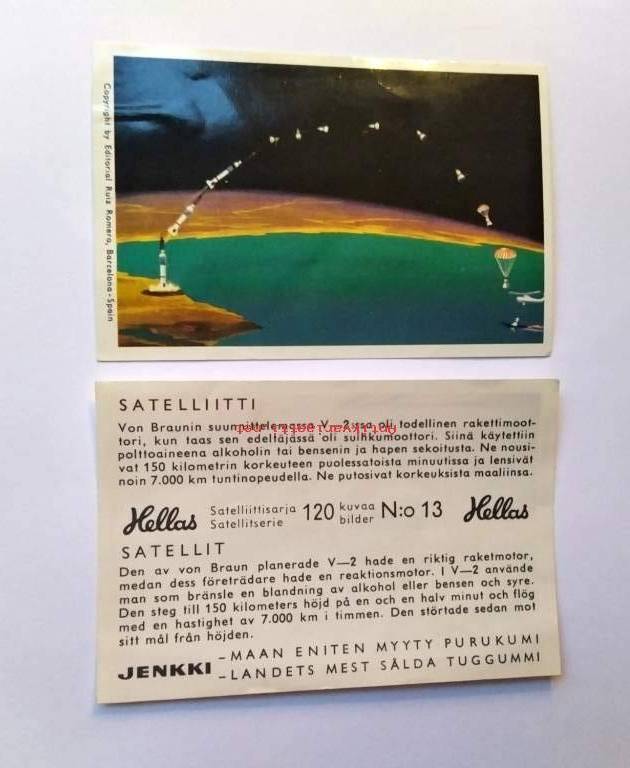 Copyright by Editorial Ruiz Romero, Barcelona - Spain
SATELLIITTI
Von Braunin suunnittelemassa V—2:ssa oli todellinen rakettimoot-
tori, kun taas sen edeltäjässä oli suihkumoottori. Siinä käytettiin
polttoaineena alkoholin tai bensenin ja hapen sekoitusta. Ne nousi-
vat 150 kilometrin korkeuteen puolessatoista minuutissa ja lensivät
noin 7.000 km tuntinopeudella. Ne putosivat korkeuksista maaliinsa.
Hellas Satelliittisarja 120 kuvaa N:o 13 Hellas
Satellitserie bilder
SATELLIT
Den av von Braun planerade V—2 hade en riktig raketmotor,
medan dess företrädare hade en reaktionsmotor. I V—2 använde
man som bränsle en blandning av alkohol eller bensen och syre.
Den steg till 150 kilometers höjd på en och en halv minut och flög
med en hastighet av 7.000 km i timmen. Den störtade sedan mot
sitt mål från höjden.
JENKKI –MAAN ENITEN MYYTY PURUKUMI
–LANDETS MEST SÅLDA TUGGUMMI